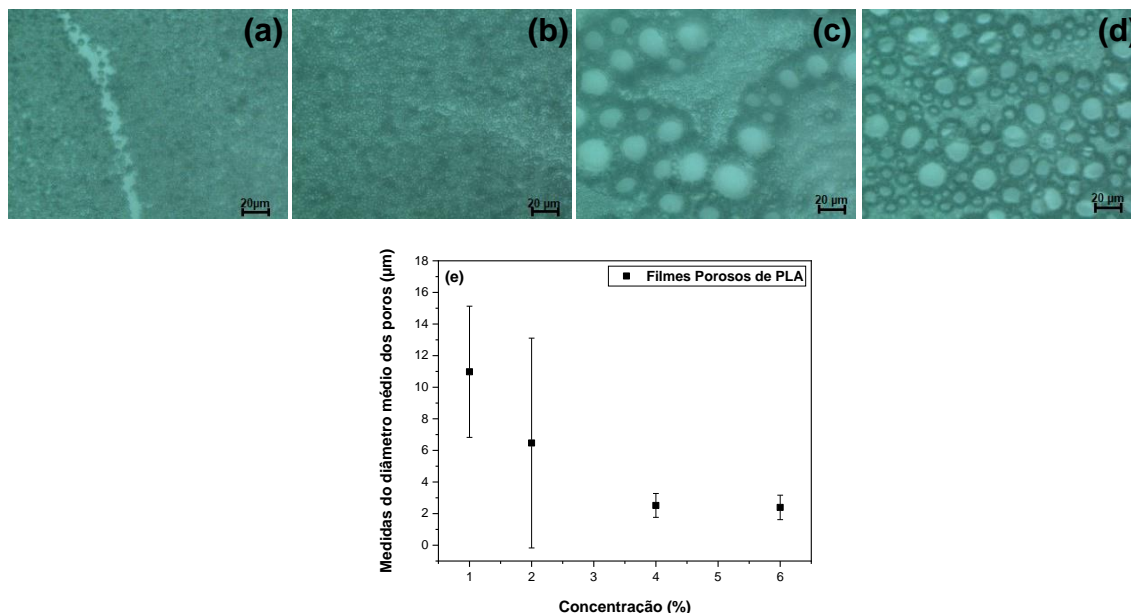 (a)
(b)
(c)
(d)
20µm
20 µm
20 µm
20 µm
(e)
Filmes Porosos de PLA
Medidas do diâmetro médio dos poros (µm)
18
16
14
12
10
8
6
4
2
0
1
2
3
4
5
6
Concentração (%)